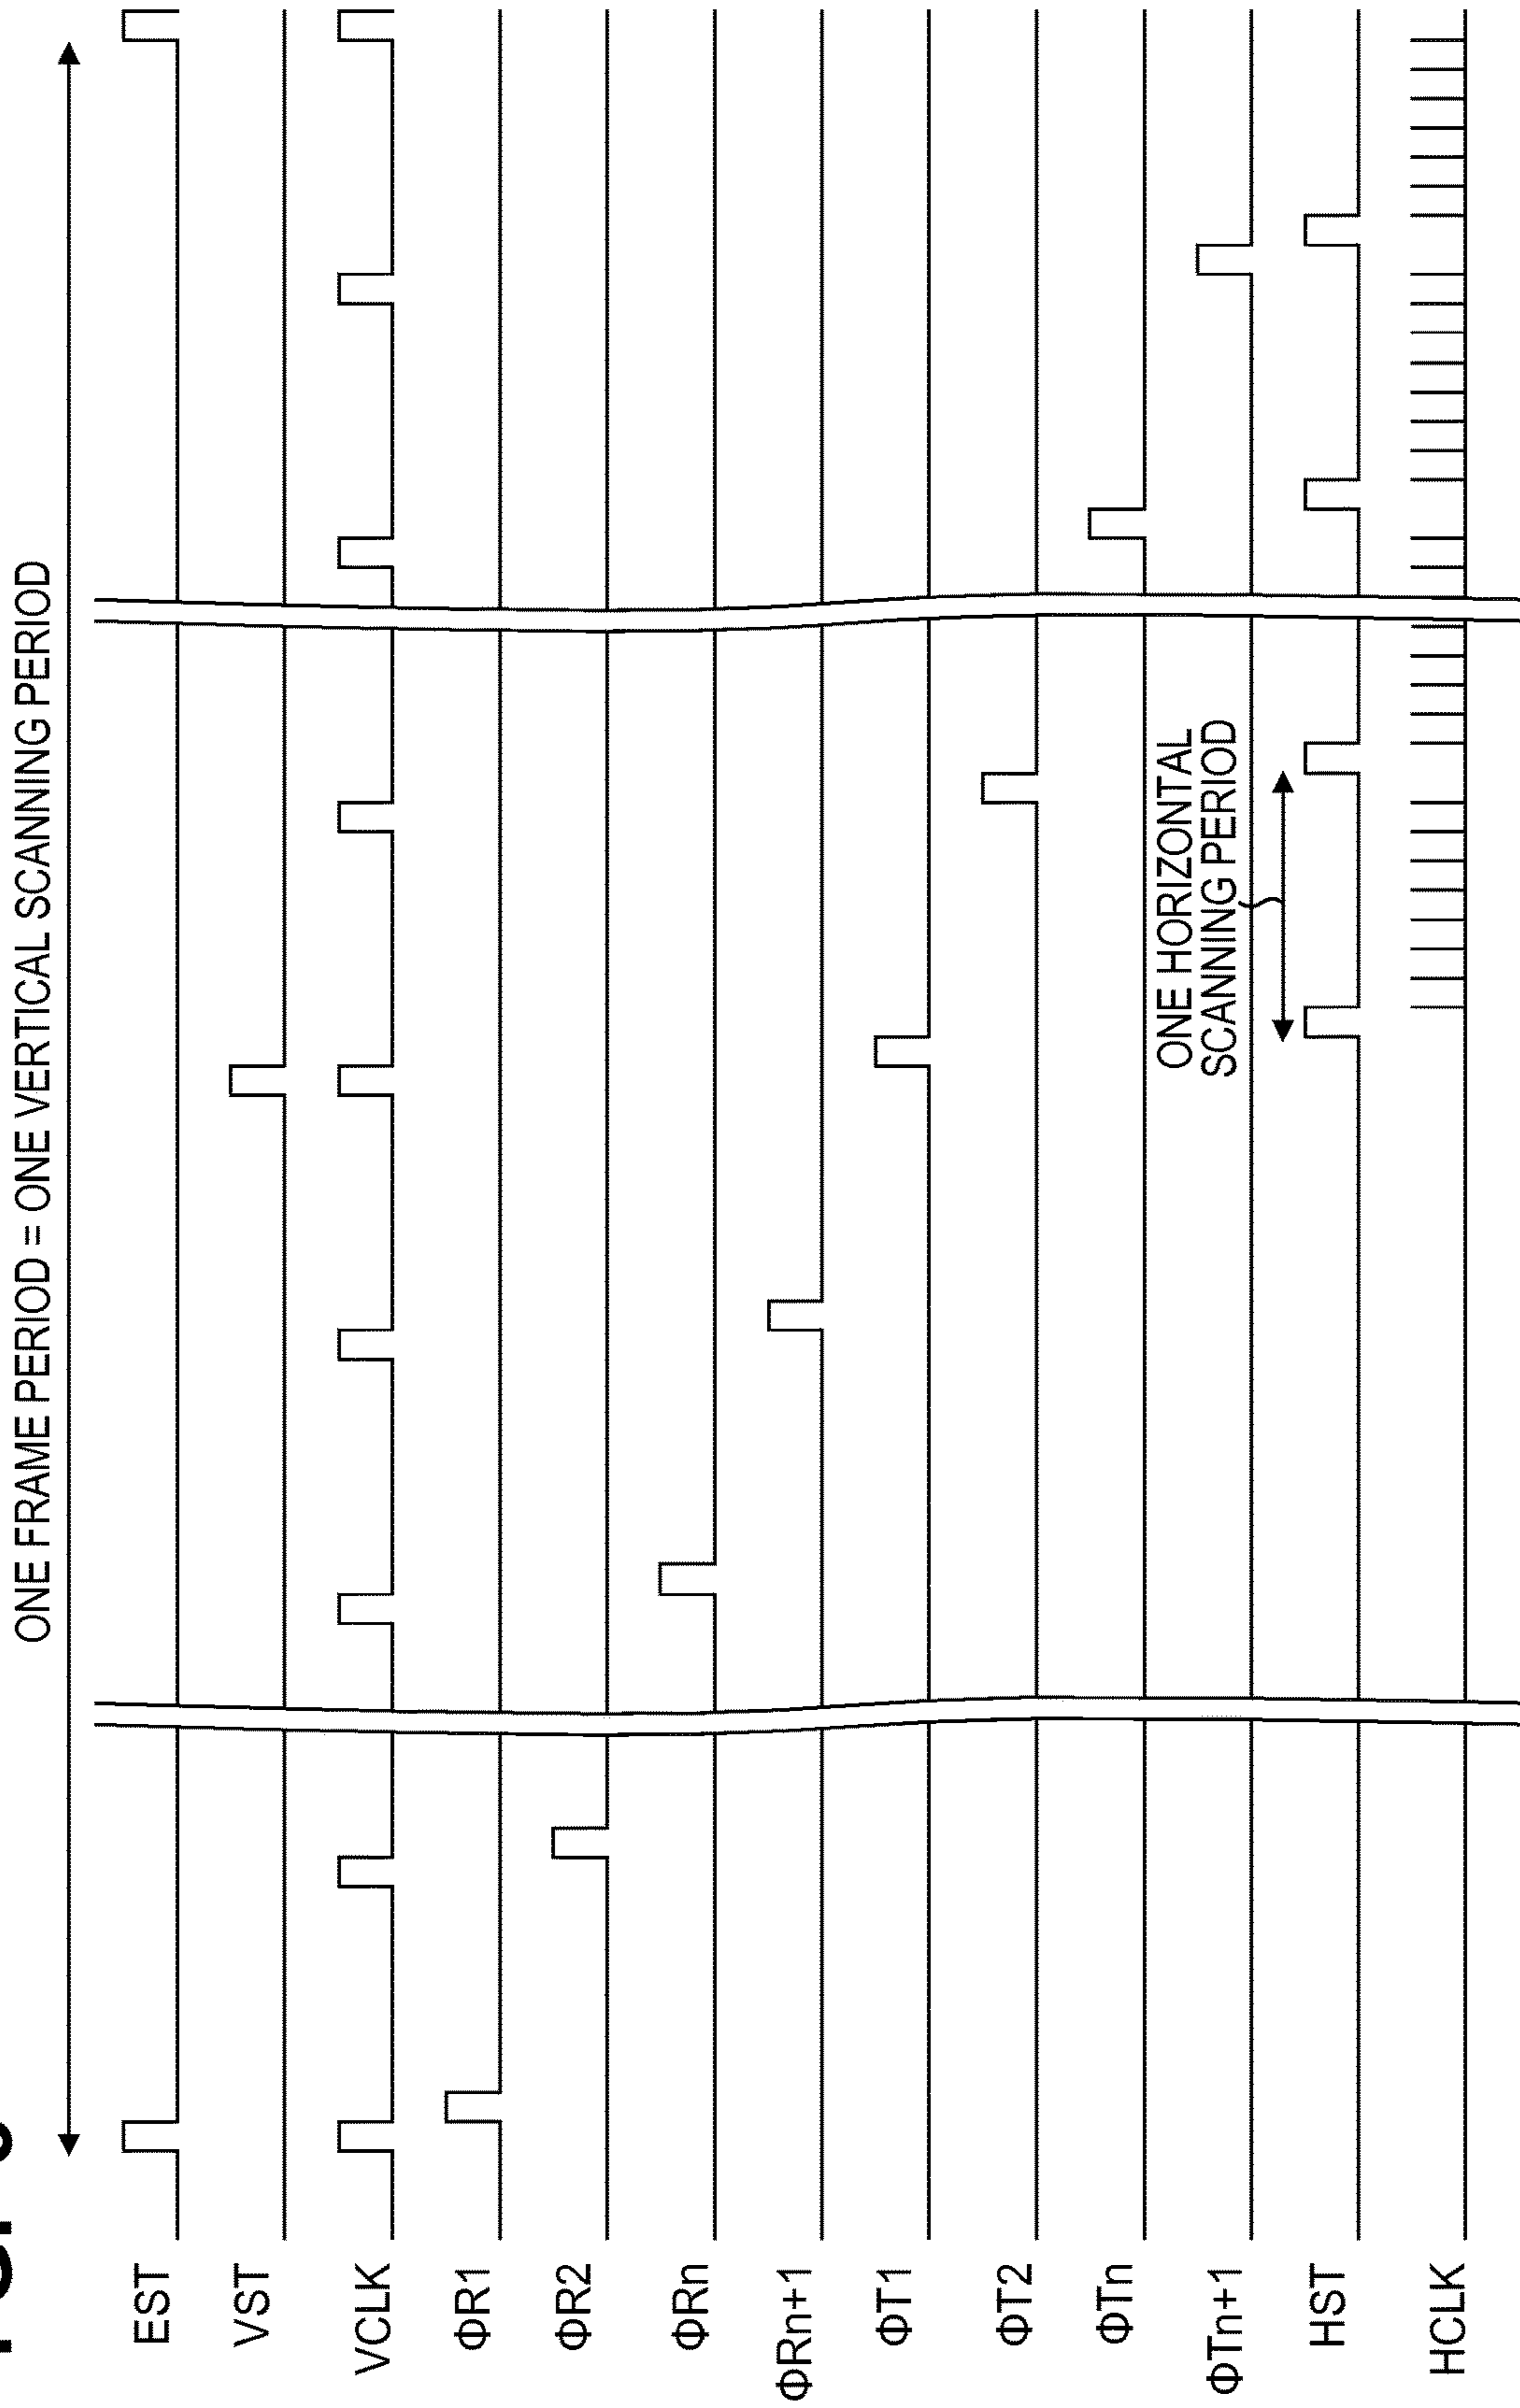 ONE FRAME PERIOD = ONE VERTICAL SCANNING PERIOD
EST
VST
VCLK
ΦR1
ΦR2
ΦRn
ΦRn+1
ΦT1
ΦT2
ΦTn
ΦTn+1
ONE HORIZONTAL
SCANNING PERIOD
HST
HCLK